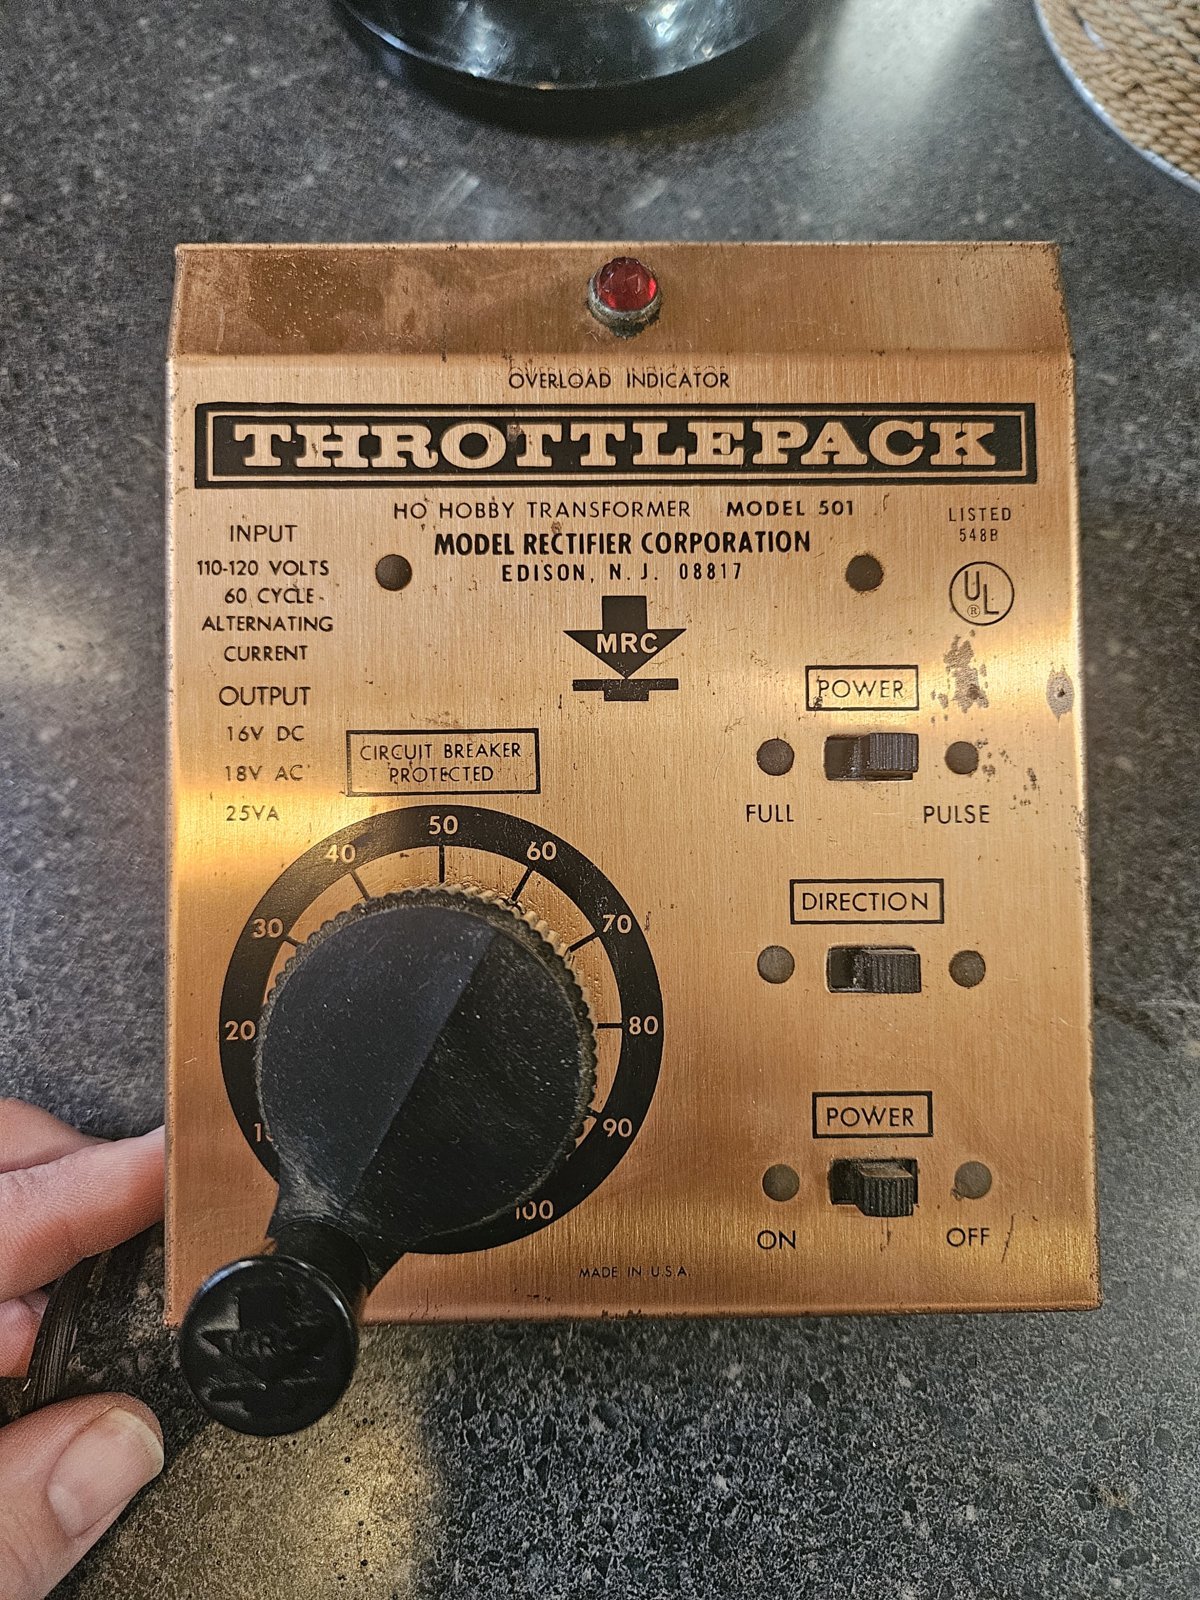 OVERLOAD INDICATOR
THROTTLEPACK
HO HOBBY TRANSFORMER MODEL 501
MODEL RECTIFIER CORPORATION
EDISON, N. J. 08817
LISTED
548B
UL
®
MRC
INPUT
110-120 VOLTS
60 CYCLE
ALTERNATING
CURRENT
OUTPUT
16V DC
18V AC
25VA
CIRCUIT BREAKER
PROTECTED
20
30
40
50
60
70
80
90
100
POWER
FULL PULSE
DIRECTION
POWER
ON OFF
MADE IN U.S.A.
MRC